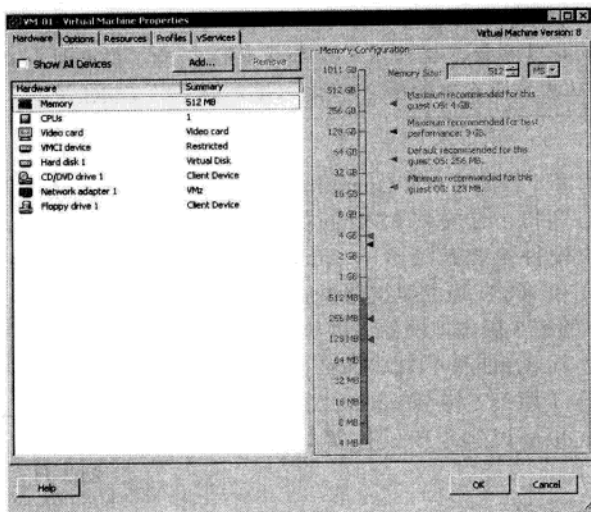 VM-01 - Virtual Machine Properties
Hardware Options Resources Profiles vServices Virtual Machine Version: 8
Show All Devices Add... Remove
Hardware Summary
Memory 512 MB
CPUs 1
Video card Video card
VMCI device Restricted
Hard disk 1 Virtual Disk
CD/DVD drive 1 Client Device
Network adapter 1 VMz
Floppy drive 1 Client Device
Memory Configuration
Memory Size: 512 MB
1011 GB
512 GB
256 GB
128 GB
64 GB
32 GB
16 GB
8 GB
4 GB
2 GB
1 GB
512 MB
256 MB
128 MB
64 MB
32 MB
16 MB
8 MB
4 MB
Maximum recommended for this
guest OS: 4 GB.
Maximum recommended for best
performance: 3 GB.
Default recommended for this
guest OS: 256 MB.
Minimum recommended for this
guest OS: 128 MB.
Help OK Cancel